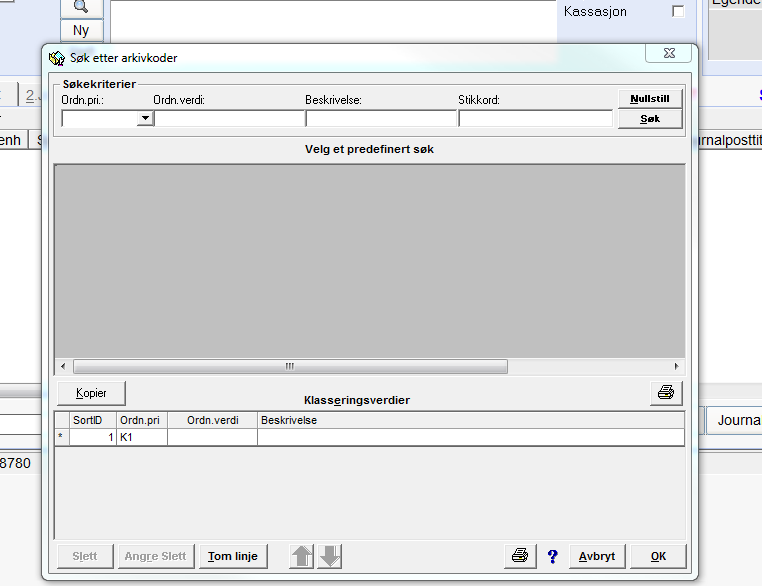 Kassasjon
Egende
Ny
Søk etter arkivkoder
2.
Søkekriterier
Ordn.pri.: Ordn.verdi: Beskrivelse: Stikkord:
Nullstill
Søk
enh S
rnalposttit
Velg et predefinert søk
Kopier
Klasseringsverdier
Journa
SortID Ordn.pri Ordn.verdi Beskrivelse
* 1 K1
8780
Slett Angre Slett Tom linje ? Avbryt OK